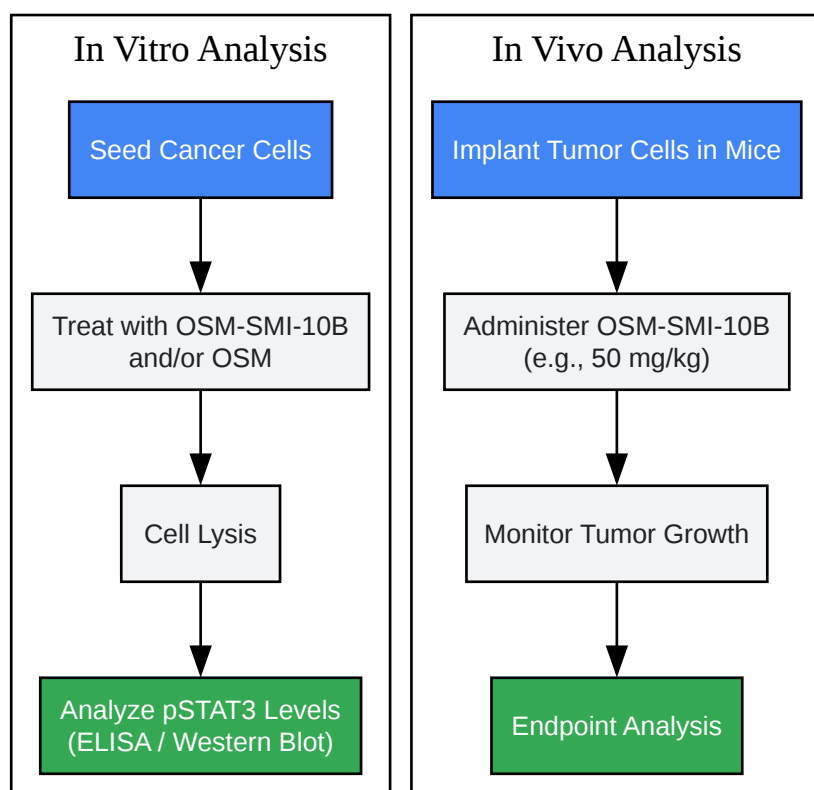 In Vitro Analysis
Seed Cancer Cells
Treat with OSM-SMI-10B
and/or OSM
Cell Lysis
Analyze pSTAT3 Levels
(ELISA / Western Blot)
In Vivo Analysis
Implant Tumor Cells in Mice
Administer OSM-SMI-10B
(e.g., 50 mg/kg)
Monitor Tumor Growth
Endpoint Analysis